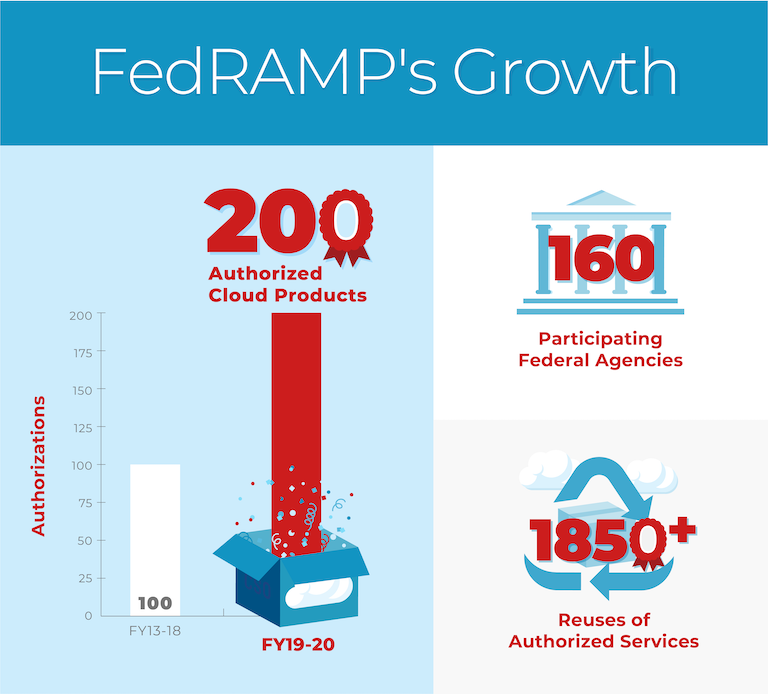 FedRAMP's Growth
200
Authorized
Cloud Products
Authorizations
200
175
150
125
100
75
50
25
0
100
FY13-18
FY19-20
160
Participating
Federal Agencies
1850+
Reuses of
Authorized Services